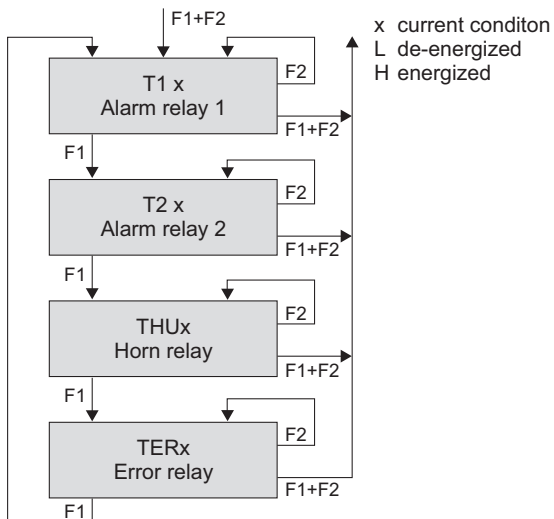 F1+F2
x current conditon
L de-energized
H energized
T1 x
Alarm relay 1
F2
F1+F2
F1
T2 x
Alarm relay 2
F2
F1+F2
F1
THUx
Horn relay
F2
F1+F2
F1
TERx
Error relay
F2
F1+F2
F1